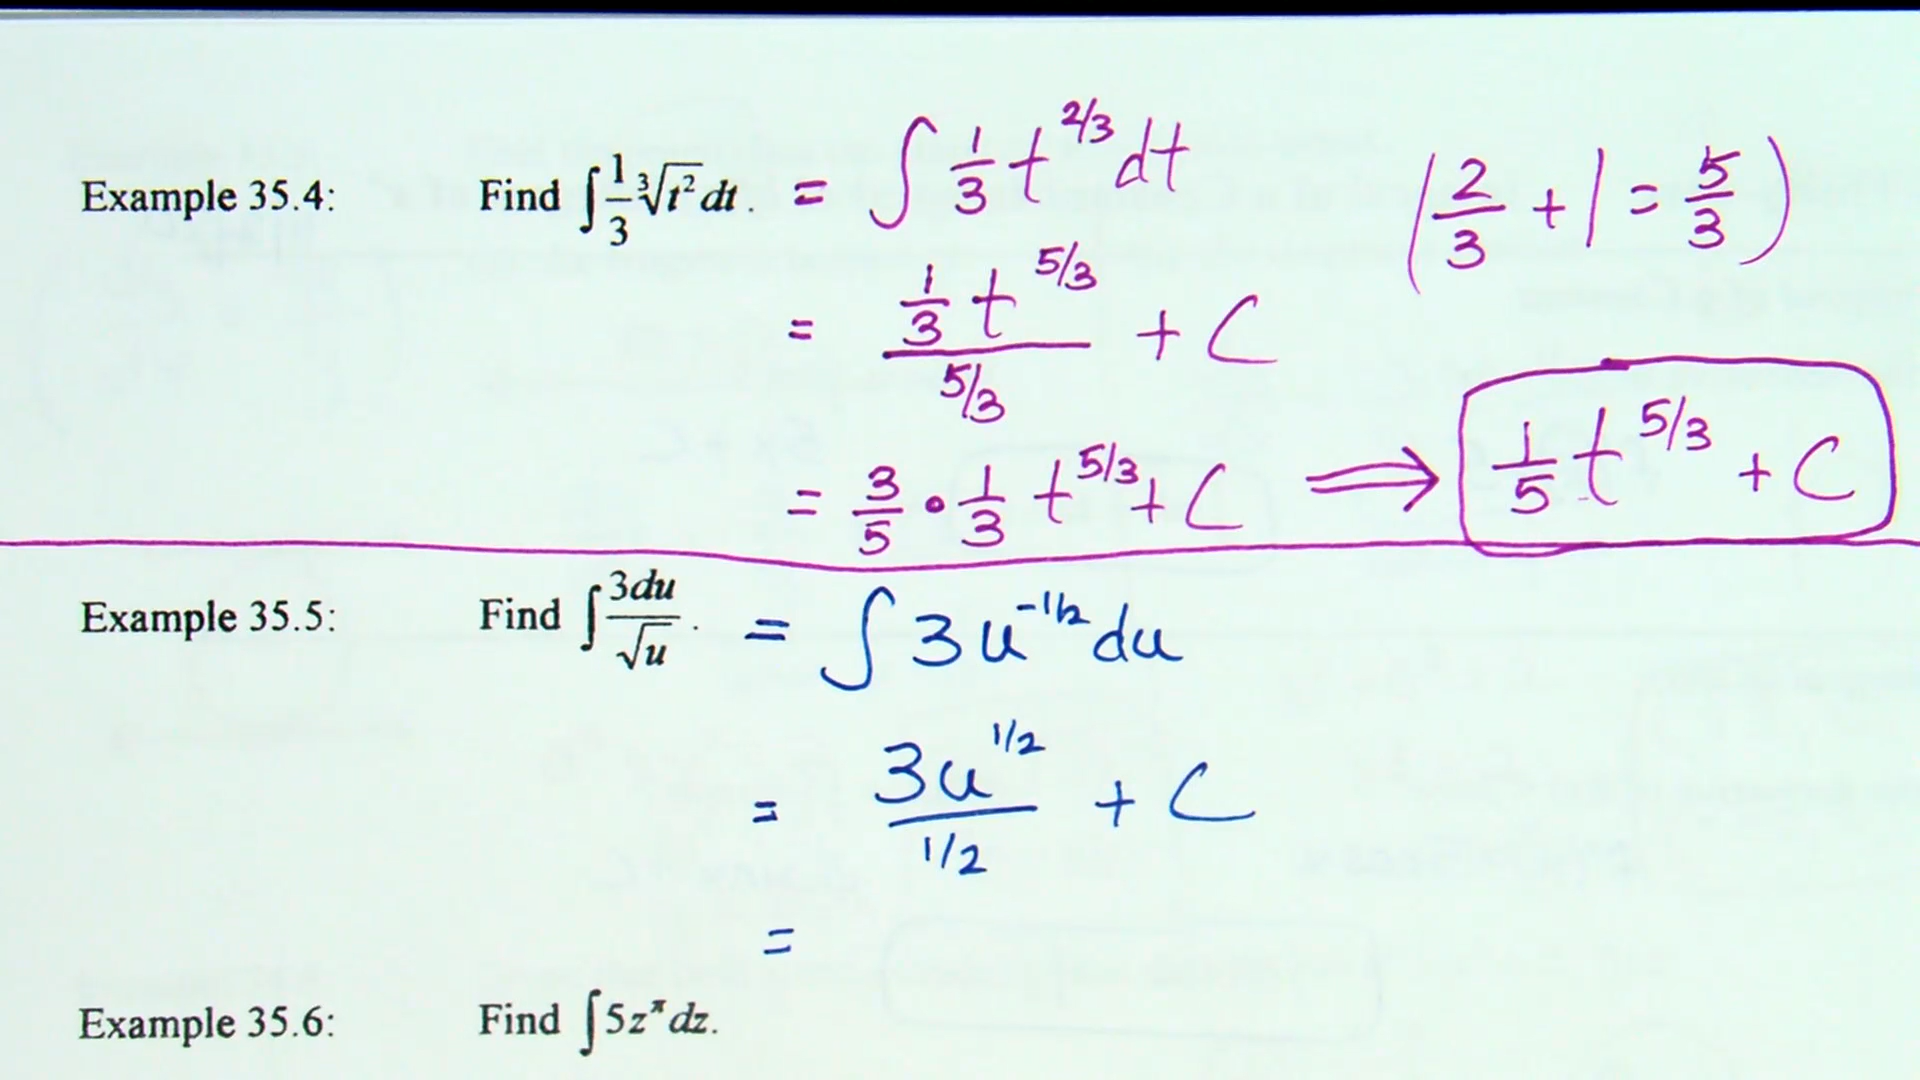 Example 35.4: Find ∫ 1/3 ∛t² dt. = ∫ 1/3 t^2/3 dt (2/3 + 1 = 5/3)
= 1/3 t^5/3 / 5/3 + C
= 3/5 • 1/3 t^5/3 + C ⟹ 1/5 t^5/3 + C
Example 35.5: Find ∫ 3du/√u. = ∫ 3u^-1/2 du
= 3u^1/2 / 1/2 + C
=
Example 35.6: Find ∫5z^π dz.